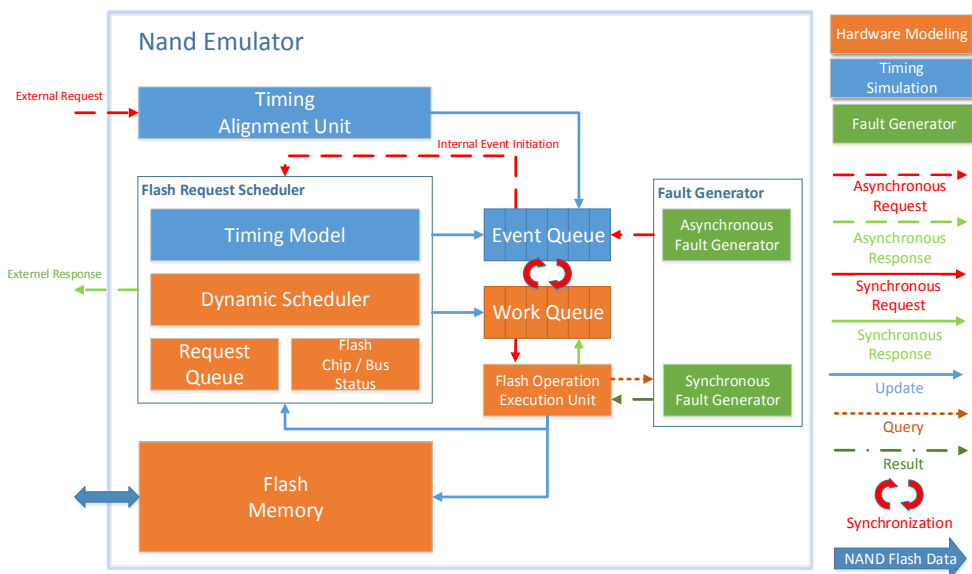 Nand Emulator
External Request
Timing
Alignment Unit
Internal Event Initiation
Flash Request Scheduler
Timing Model
Event Queue
Fault Generator
Asynchronous
Fault Generator
Externel Response
Dynamic Scheduler
Work Queue
Request
Queue
Flash
Chip / Bus
Status
Flash Operation
Execution Unit
Synchronous
Fault Generator
Flash
Memory
Hardware Modeling
Timing
Simulation
Fault Generator
Asynchronous
Request
Asynchronous
Response
Synchronous
Request
Synchronous
Response
Update
Query
Result
Synchronization
NAND Flash Data